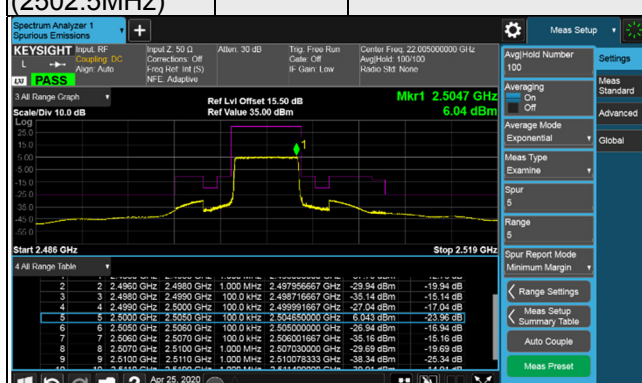 (2502.5MHz)
Spectrum Analyzer 1
Spurious Emissions
Meas Setup
KEYSIGHT Input: RF Input Z: 50 Ω Atten: 30 dB Trig: Free Run Center Freq: 22.005000000 GHz
L Coupling: DC Corrections: Off Gate: Off Avg|Hold: 100/100
Align: Auto Freq Ref: Int (S) IF Gain: Low Radio Std: None
LXI PASS NFE: Adaptive
Avg|Hold Number
100
Settings
Averaging
On
Off
Meas Standard
Average Mode
Exponential
Advanced
Meas Type
Examine
Global
Spur
5
Range
5
Spur Report Mode
Minimum Margin
Range Settings
Meas Setup
Summary Table
Auto Couple
Meas Preset
3 All Range Graph
Ref Lvl Offset 15.50 dB
Mkr1 2.5047 GHz
Scale/Div 10.0 dB
Ref Value 35.00 dBm
6.04 dBm
Log
25.0
15.0
1
5.00
-5.00
-15.0
-25.0
-35.0
-45.0
-55.0
Start 2.486 GHz
Stop 2.519 GHz
4 All Range Table
2 2 2.4960 GHz 2.4980 GHz 1.000 MHz 2.497956667 GHz -29.94 dBm -19.94 dB
3 3 2.4980 GHz 2.4990 GHz 100.0 kHz 2.498716667 GHz -35.14 dBm -15.14 dB
4 4 2.4990 GHz 2.5000 GHz 100.0 kHz 2.499991667 GHz -27.04 dBm -17.04 dB
5 5 2.5000 GHz 2.5050 GHz 100.0 kHz 2.504650000 GHz 6.043 dBm -23.96 dB
6 6 2.5050 GHz 2.5060 GHz 100.0 kHz 2.505000000 GHz -26.94 dBm -16.94 dB
7 7 2.5060 GHz 2.5070 GHz 100.0 kHz 2.506001667 GHz -35.16 dBm -15.16 dB
8 8 2.5070 GHz 2.5100 GHz 1.000 MHz 2.507030000 GHz -29.69 dBm -19.69 dB
9 9 2.5100 GHz 2.5110 GHz 1.000 MHz 2.510078333 GHz -38.34 dBm -25.34 dB
Apr 25, 2020